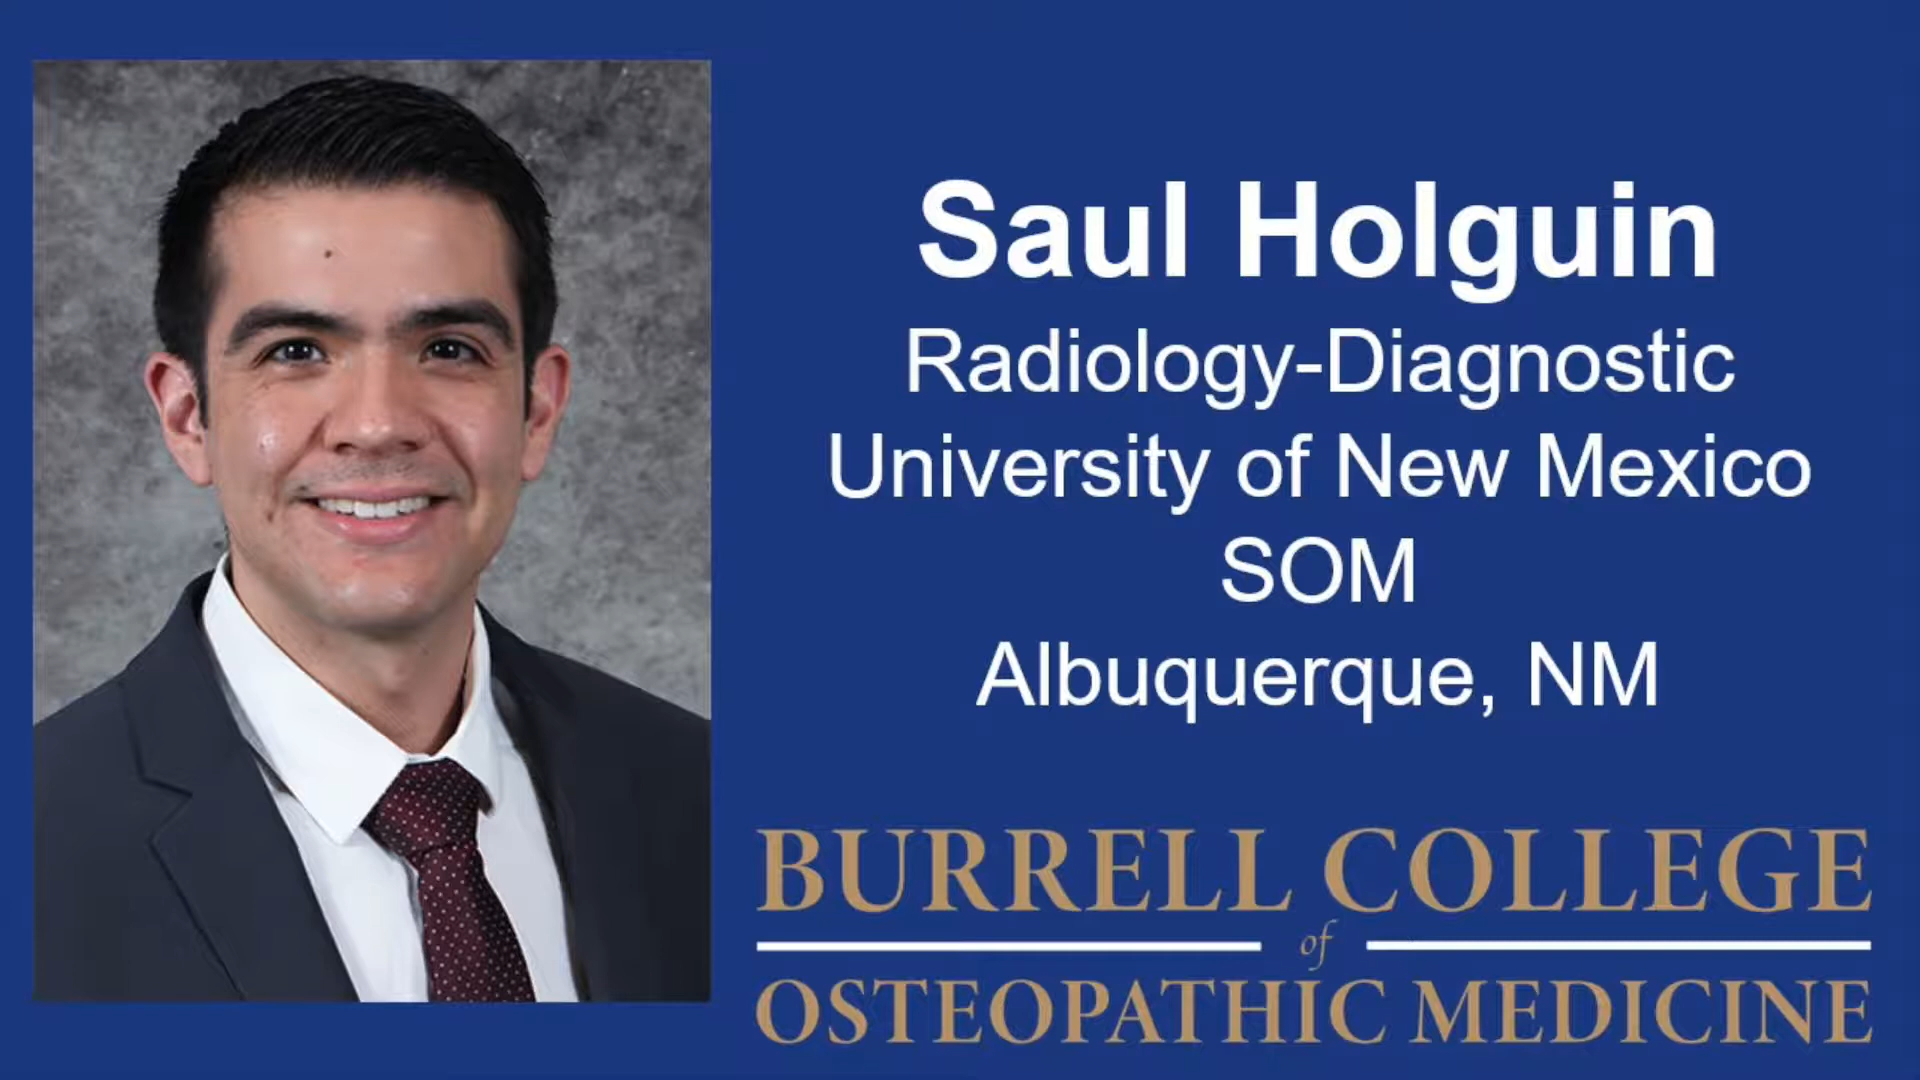 Saul Holguin
Radiology-Diagnostic
University of New Mexico
SOM
Albuquerque, NM
BURRELL COLLEGE
of
OSTEOPATHIC MEDICINE